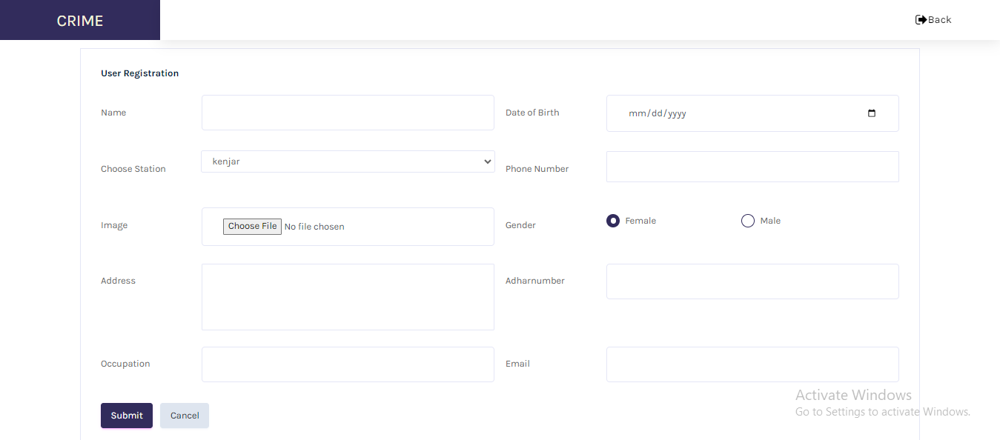 CRIME
Back
User Registration
Name
Date of Birth
mm/dd/yyyy
Choose Station
kenjar
Phone Number
Image
Choose File No file chosen
Gender
Female
Male
Address
Adharnumber
Occupation
Email
Submit
Cancel
Activate Windows
Go to Settings to activate Windows.